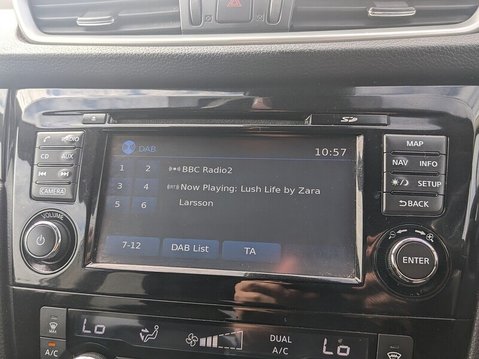 SD
DAB
10:57
1 2
3 4
5 6
BBC Radio2
Now Playing: Lush Life by Zara
Larsson
7-12
DAB List
TA
CD
AUX
CAMERA
VOLUME
MAP
NAV
INFO
SETUP
BACK
ENTER
Lo
MAX
A/C
DUAL
A/C
Lo